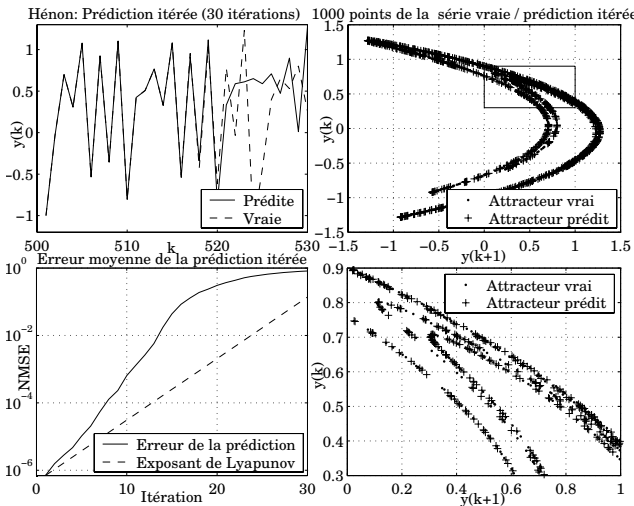 Hénon: Prédiction itérée (30 itérations)
1
0.5
0
−0.5
−1
y(k)
500
510
520
530
k
Prédite
Vraie
1000 points de la série vraie / prédiction itérée
1.5
1
0.5
0
−0.5
−1
−1.5
y(k)
−1.5
−1
−0.5
0
0.5
1
1.5
y(k+1)
Attracteur vrai
Attracteur prédit
Erreur moyenne de la prédiction itérée
10^0
10^-2
10^-4
10^-6
NMSE
0
10
20
30
Itération
Erreur de la prédiction
Exposant de Lyapunov
0.9
0.8
0.7
0.6
0.5
0.4
0.3
y(k)
0
0.2
0.4
0.6
0.8
1
y(k+1)
Attracteur vrai
Attracteur prédit